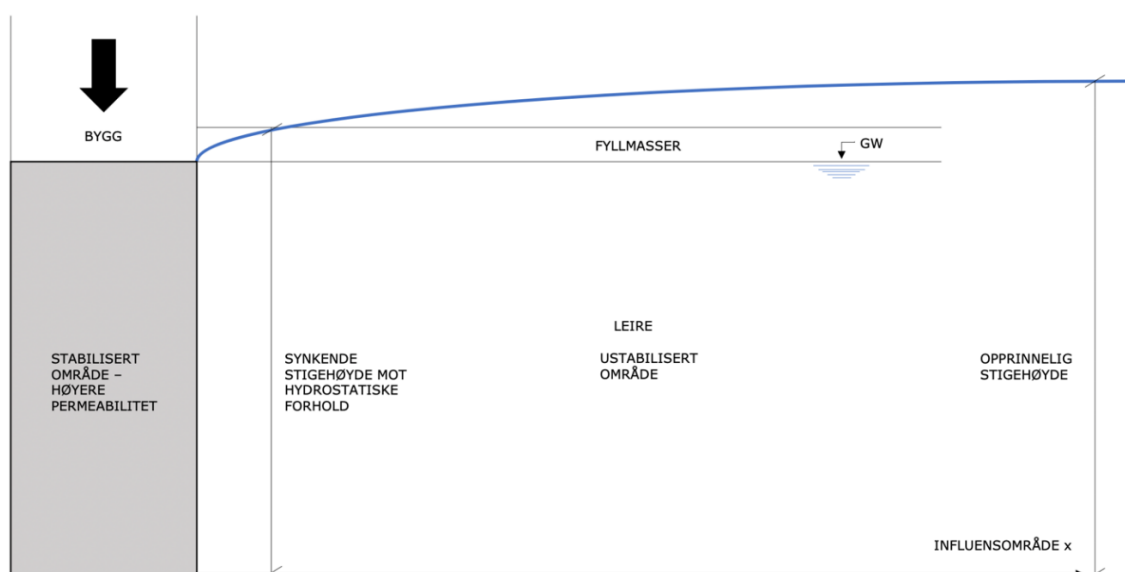 BYGG
FYLLMASSER
GW
LEIRE
STABILISERT
OMRÅDE –
HØYERE
PERMEABILITET
SYNKENDE
STIGEHØYDE MOT
HYDROSTATISKE
FORHOLD
USTABILISERT
OMRÅDE
OPPRINNELIG
STIGEHØYDE
INFLUENSOMRÅDE x